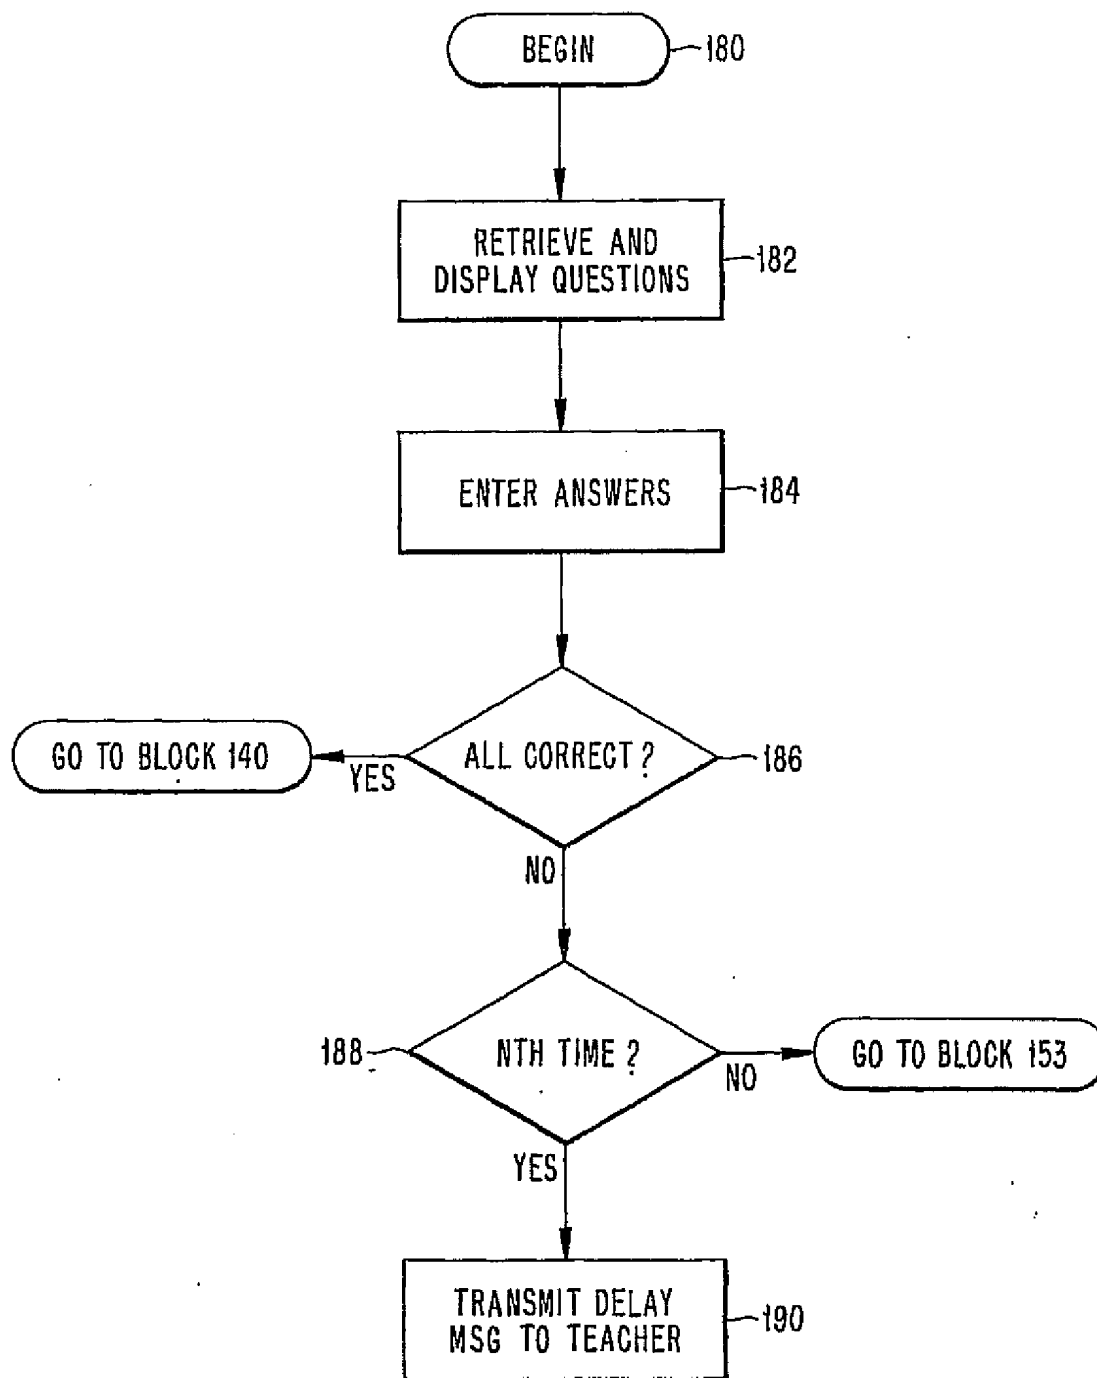 BEGIN
180
RETRIEVE AND
DISPLAY QUESTIONS
182
ENTER ANSWERS
184
ALL CORRECT ?
186
YES
GO TO BLOCK 140
NO
188
NTH TIME ?
NO
GO TO BLOCK 153
YES
TRANSMIT DELAY
MSG TO TEACHER
190